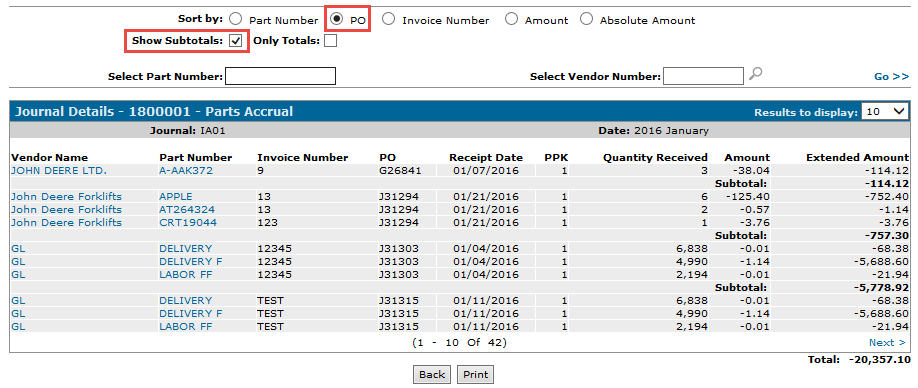 Sort by: Part Number PO Invoice Number Amount Absolute Amount
Show Subtotals: Only Totals:
Select Part Number: Select Vendor Number: Go >>
Journal Details - 1800001 - Parts Accrual Results to display: 10
Journal: IA01 Date: 2016 January
Vendor Name Part Number Invoice Number PO Receipt Date PPK Quantity Received Amount Extended Amount
JOHN DEERE LTD. A-AAK372 9 G26841 01/07/2016 1 3 -38.04 -114.12
Subtotal: -114.12
John Deere Forklifts APPLE 13 J31294 01/21/2016 1 6 -125.40 -752.40
John Deere Forklifts AT264324 13 J31294 01/21/2016 1 2 -0.57 -1.14
John Deere Forklifts CRT19044 123 J31294 01/21/2016 1 1 -3.76 -3.76
Subtotal: -757.30
GL DELIVERY 12345 J31303 01/04/2016 1 6,838 -0.01 -68.38
GL DELIVERY F 12345 J31303 01/04/2016 1 4,990 -1.14 -5,688.60
GL LABOR FF 12345 J31303 01/04/2016 1 2,194 -0.01 -21.94
Subtotal: -5,778.92
GL DELIVERY TEST J31315 01/11/2016 1 6,838 -0.01 -68.38
GL DELIVERY F TEST J31315 01/11/2016 1 4,990 -1.14 -5,688.60
GL LABOR FF TEST J31315 01/11/2016 1 2,194 -0.01 -21.94
(1 - 10 Of 42) Next >
Total: -20,357.10
Back Print